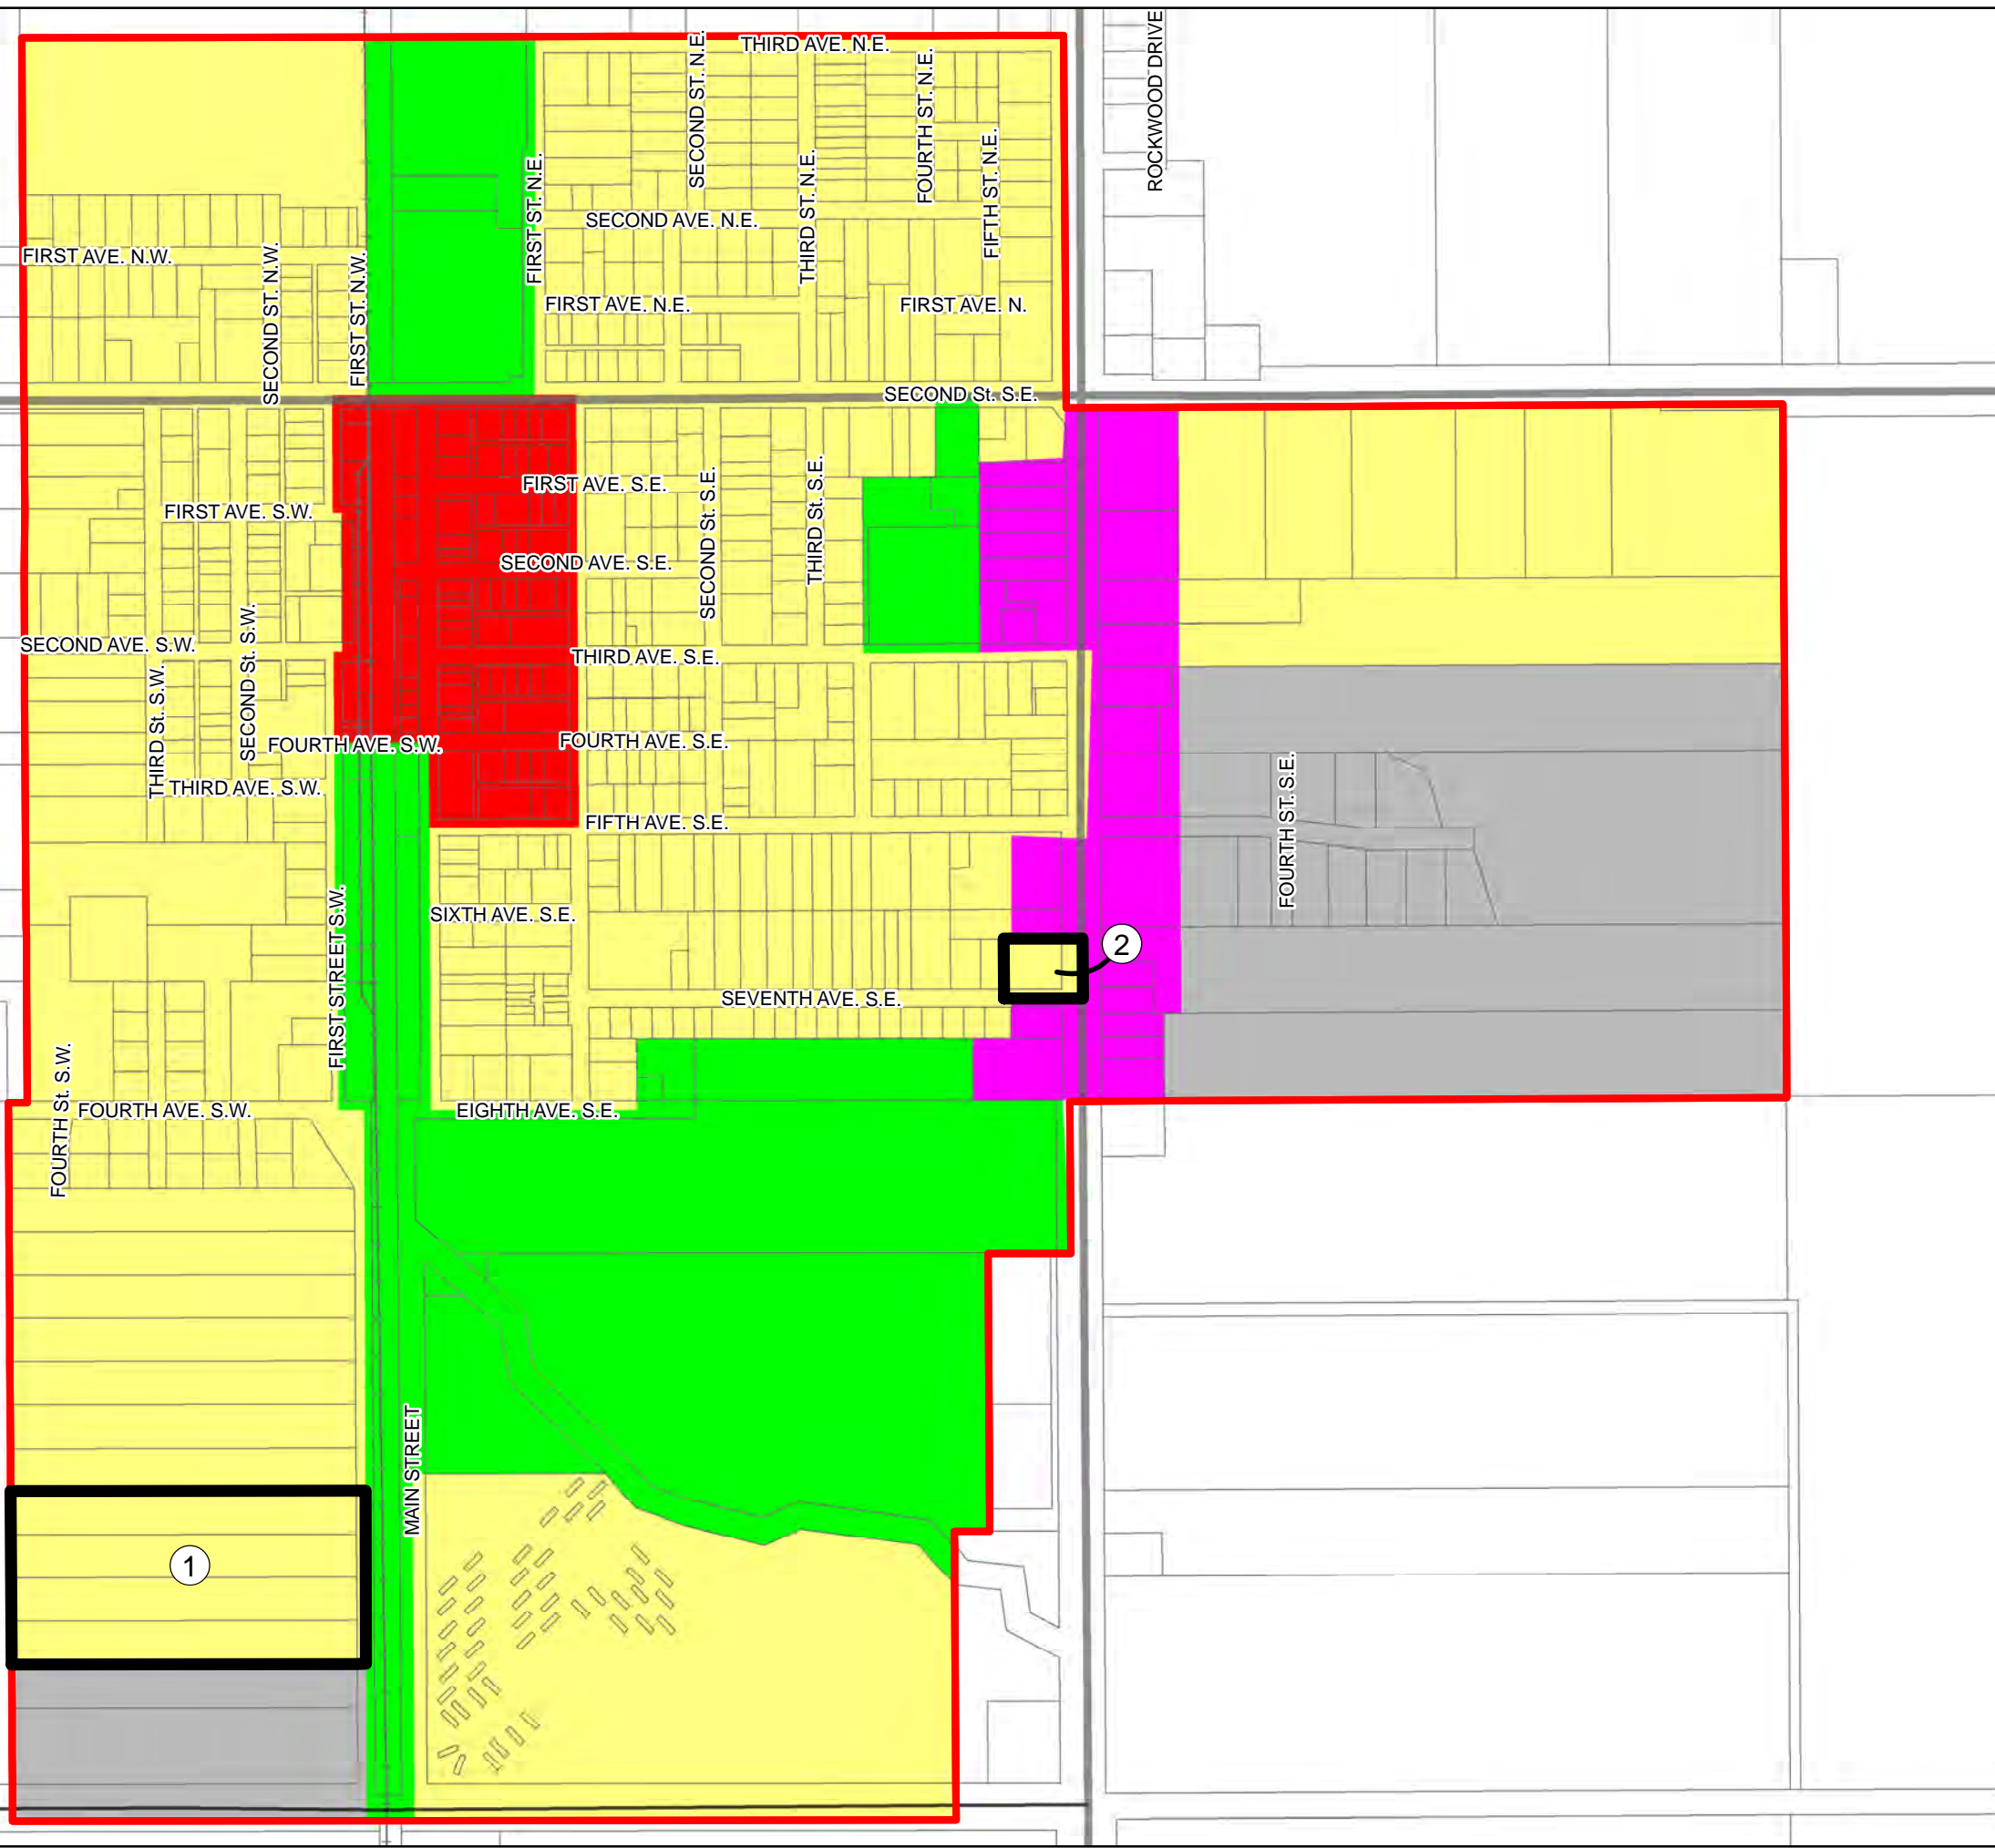 THIRD AVE. N.E.
ROCKWOOD DRIVE
SECOND ST. N.E.
FOURTH ST. N.E.
FIRST ST. N.E.
THIRD ST. N.E.
FIFTH ST. N.E.
SECOND AVE. N.E.
FIRST AVE. N.W.
SECOND ST. N.W.
FIRST ST. N.W.
FIRST AVE. N.E.
FIRST AVE. N.
SECOND St. S.E.
FIRST AVE. S.E.
FIRST AVE. S.W.
SECOND St. S.E.
THIRD St. S.E.
SECOND AVE. S.E.
SECOND AVE. S.W.
SECOND St. S.W.
THIRD St. S.W.
THIRD AVE. S.E.
FOURTH AVE. S.W.
FOURTH AVE. S.E.
THIRD AVE. S.W.
FOURTH ST. S.E.
FIFTH AVE. S.E.
SIXTH AVE. S.E.
FIRST STREET S.W.
2
SEVENTH AVE. S.E.
FOURTH St. S.W.
FOURTH AVE. S.W.
EIGHTH AVE. S.E.
MAIN STREET
1